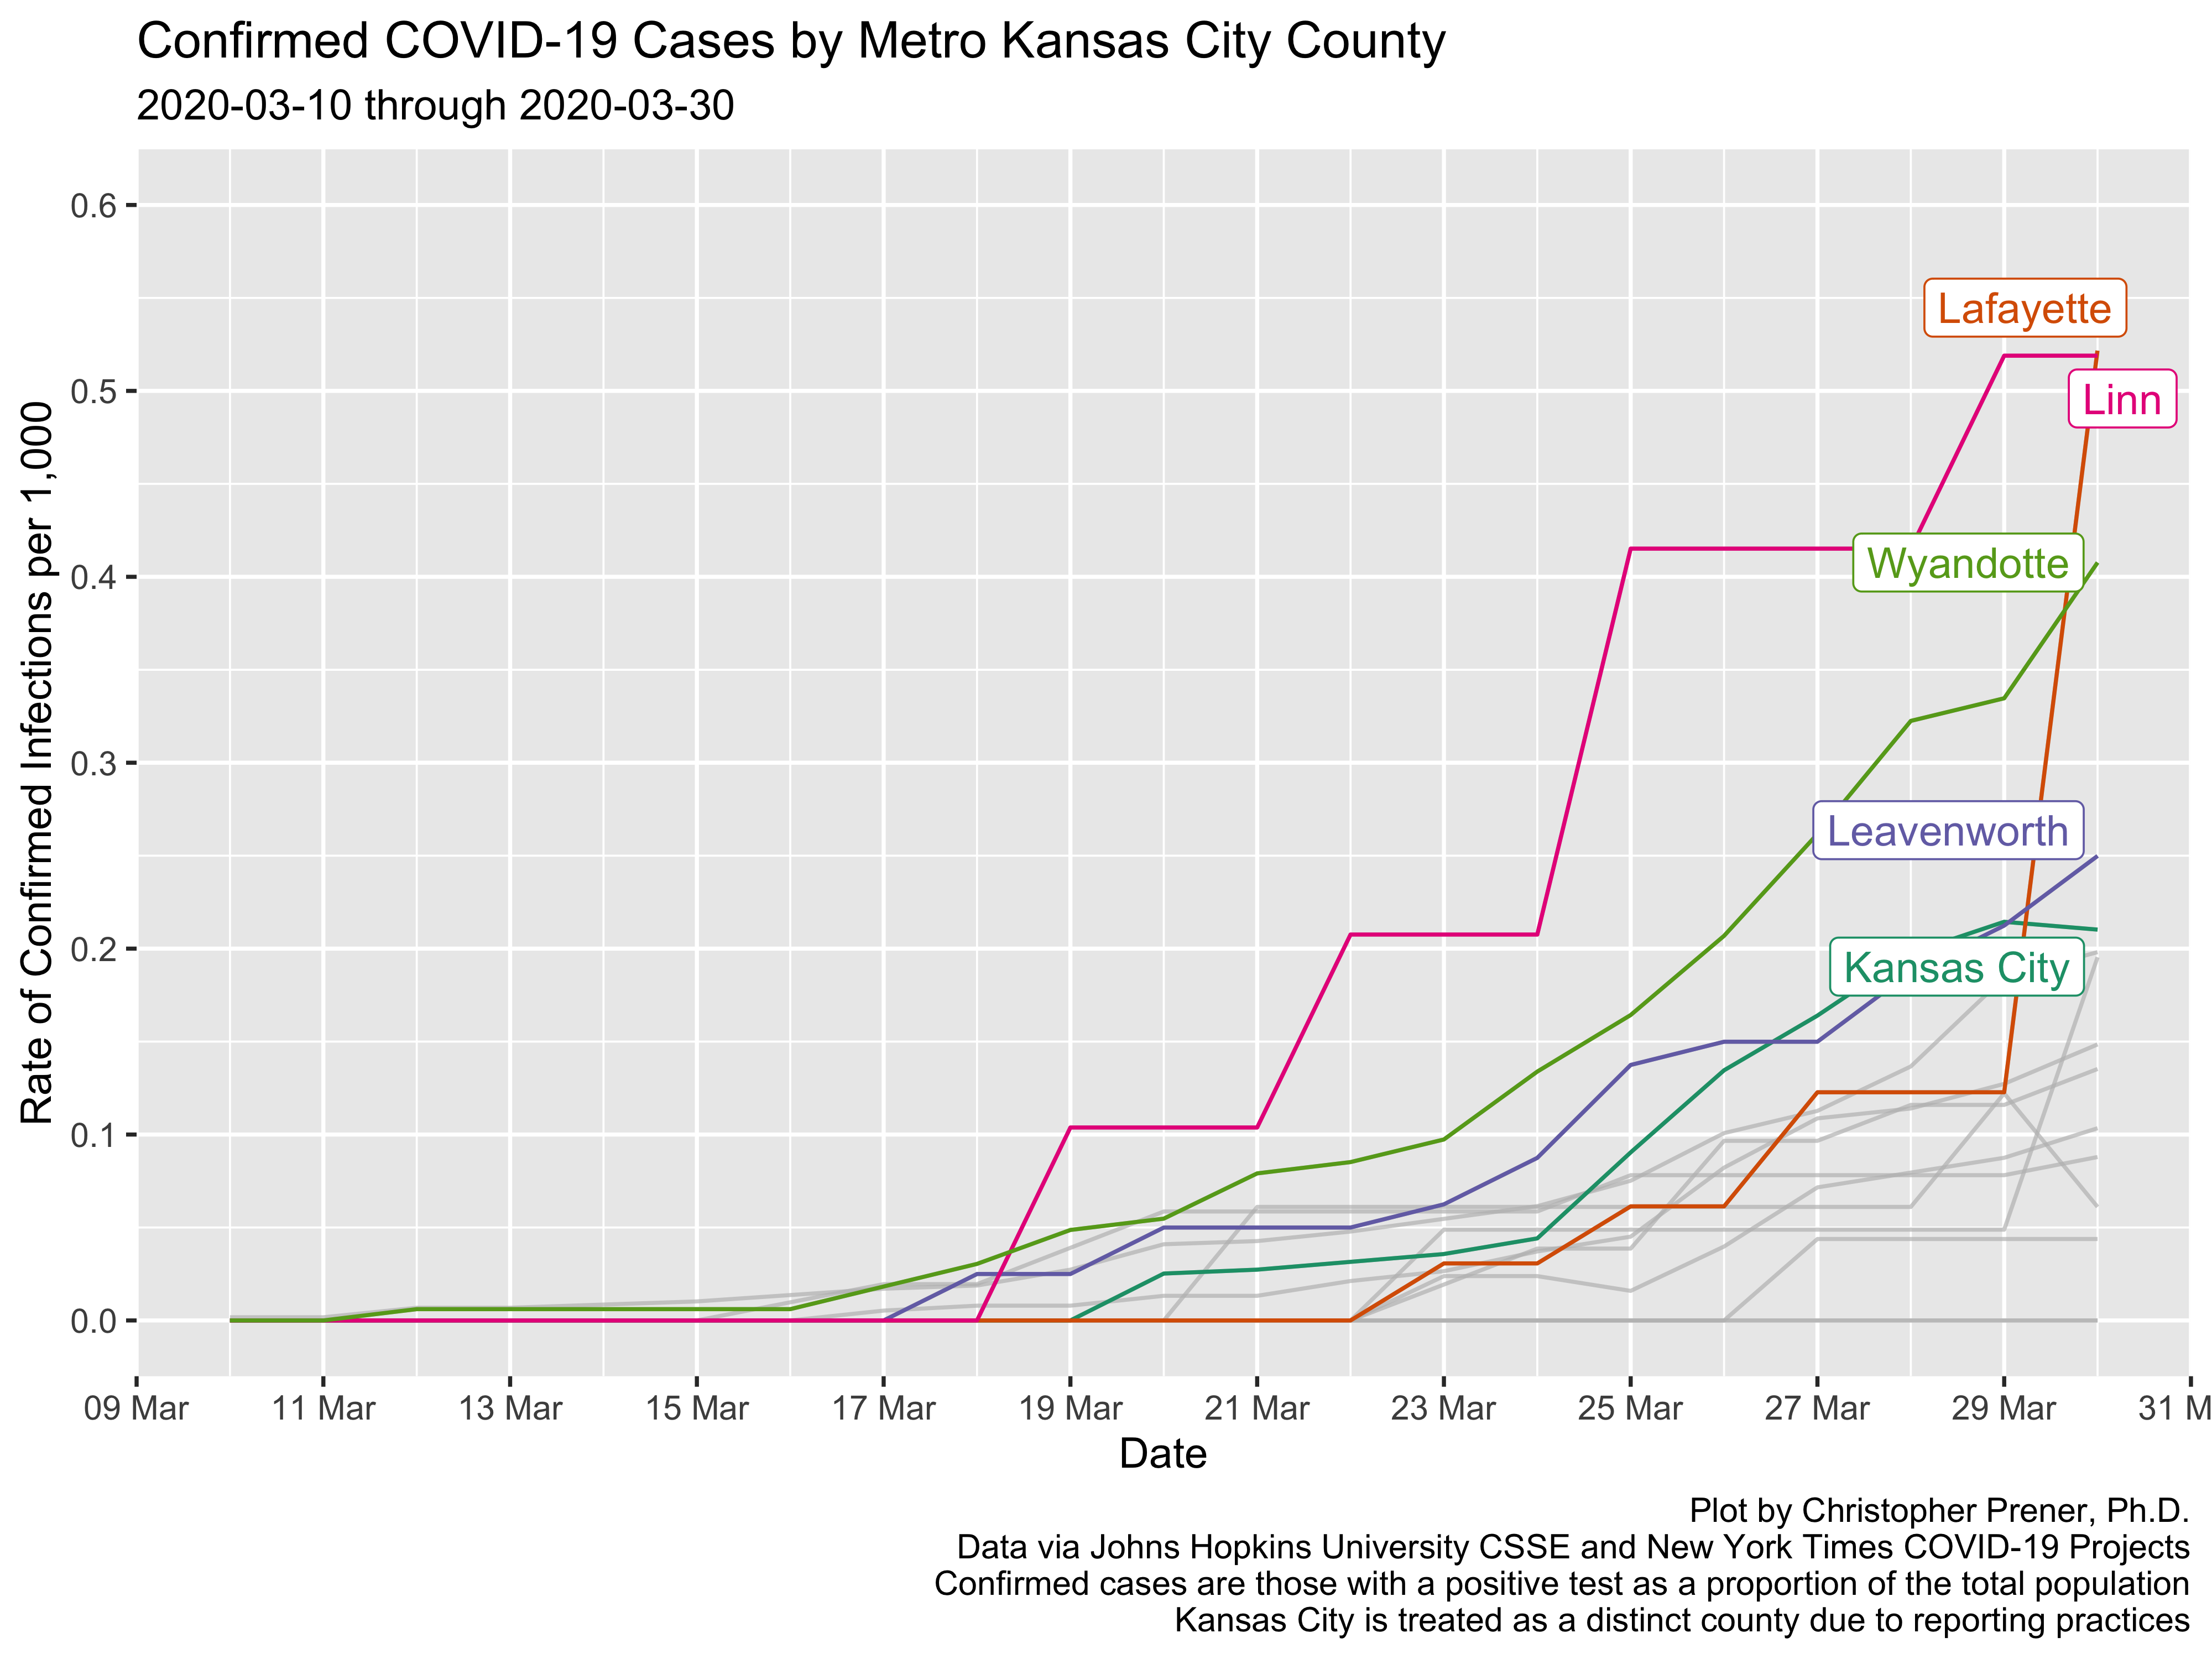 Confirmed COVID-19 Cases by Metro Kansas City County
2020-03-10 through 2020-03-30
Rate of Confirmed Infections per 1,000
0.6
0.5
0.4
0.3
0.2
0.1
0.0
Lafayette
Linn
Wyandotte
Leavenworth
Kansas City
09 Mar 11 Mar 13 Mar 15 Mar 17 Mar 19 Mar 21 Mar 23 Mar 25 Mar 27 Mar 29 Mar 31 M
Date
Plot by Christopher Prener, Ph.D.
Data via Johns Hopkins University CSSE and New York Times COVID-19 Projects
Confirmed cases are those with a positive test as a proportion of the total population
Kansas City is treated as a distinct county due to reporting practices